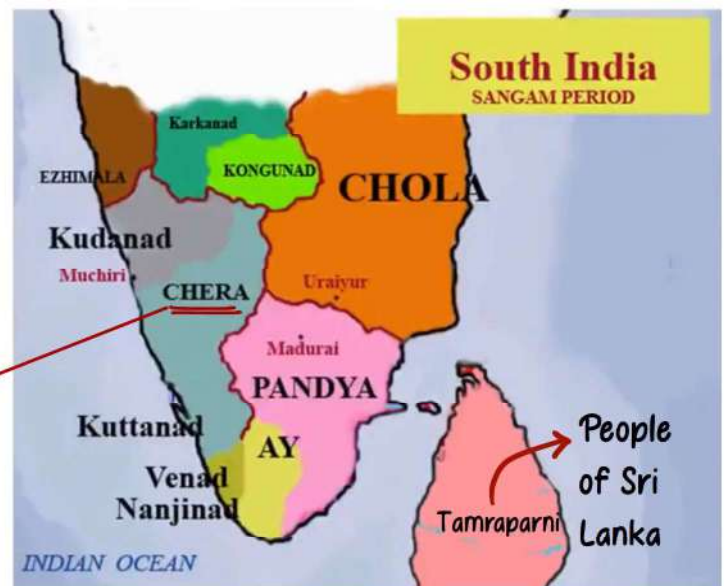 South India
SANGAM PERIOD
Karkanad
EZHIMALA
KONGUNAD
CHOLA
Kudanad
Muchiri
CHERA
Uraiyur
Madurai
PANDYA
Kuttanad
AY
Venad
Nanjinad
People
of Sri
Lanka
Tamraparni
INDIAN OCEAN